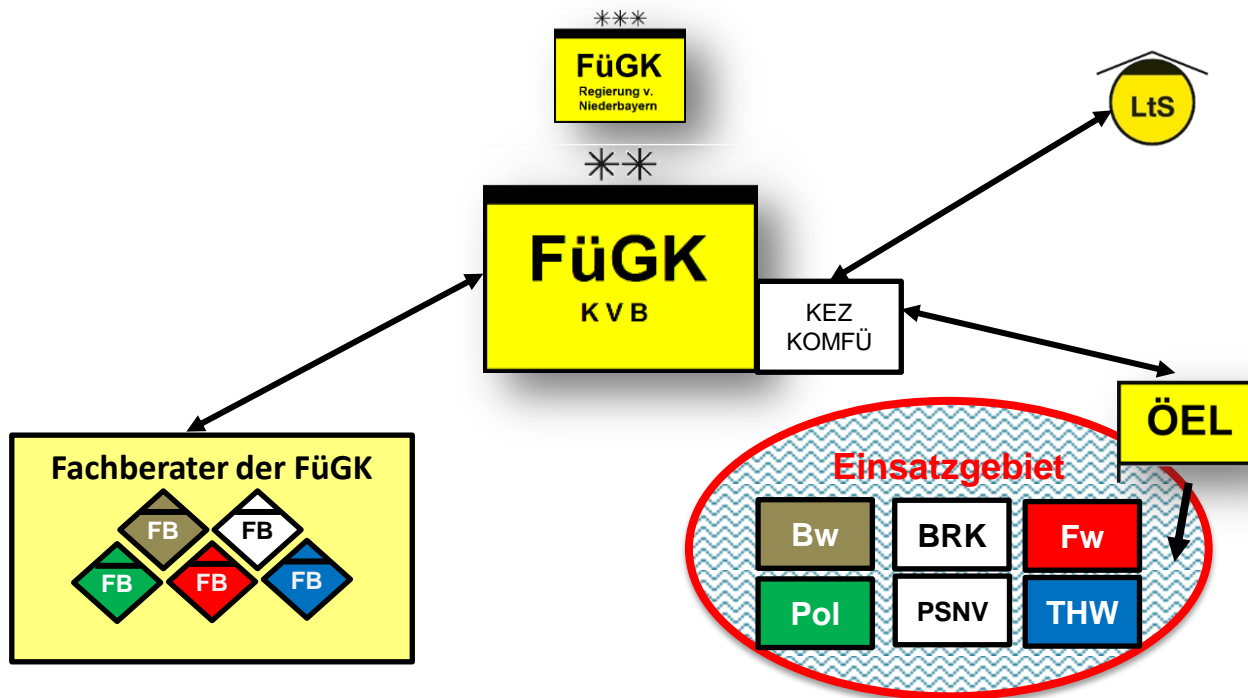 FüGK
Regierung v.
Niederbayern
LtS
FüGK
K V B
KEZ
KOMFÜ
ÖEL
Fachberater der FüGK
FB
FB
FB
FB
FB
Einsatzgebiet
Bw
BRK
Fw
Pol
PSNV
THW